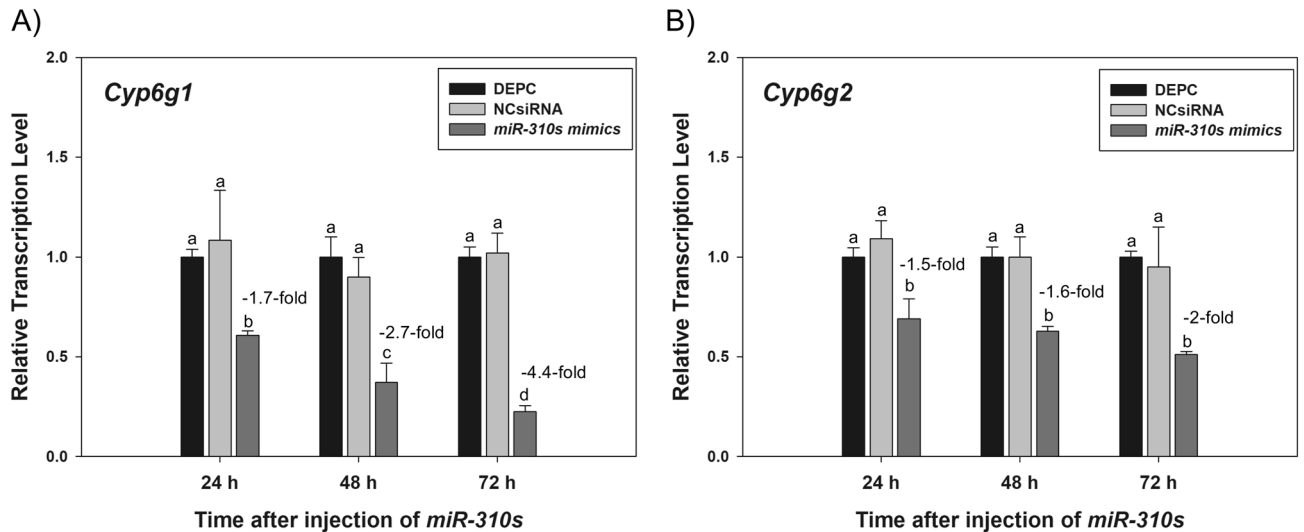 A)
2.0
1.5
1.0
0.5
0.0
Relative Transcription Level
Cyp6g1
DEPC
NCsiRNA
miR-310s mimics
a
a
-1.7-fold
b
a
a
-2.7-fold
c
a
a
-4.4-fold
d
24 h
48 h
72 h
Time after injection of miR-310s
B)
2.0
1.5
1.0
0.5
0.0
Relative Transcription Level
Cyp6g2
DEPC
NCsiRNA
miR-310s mimics
a
a
-1.5-fold
b
a
a
-1.6-fold
b
a
a
-2-fold
b
24 h
48 h
72 h
Time after injection of miR-310s